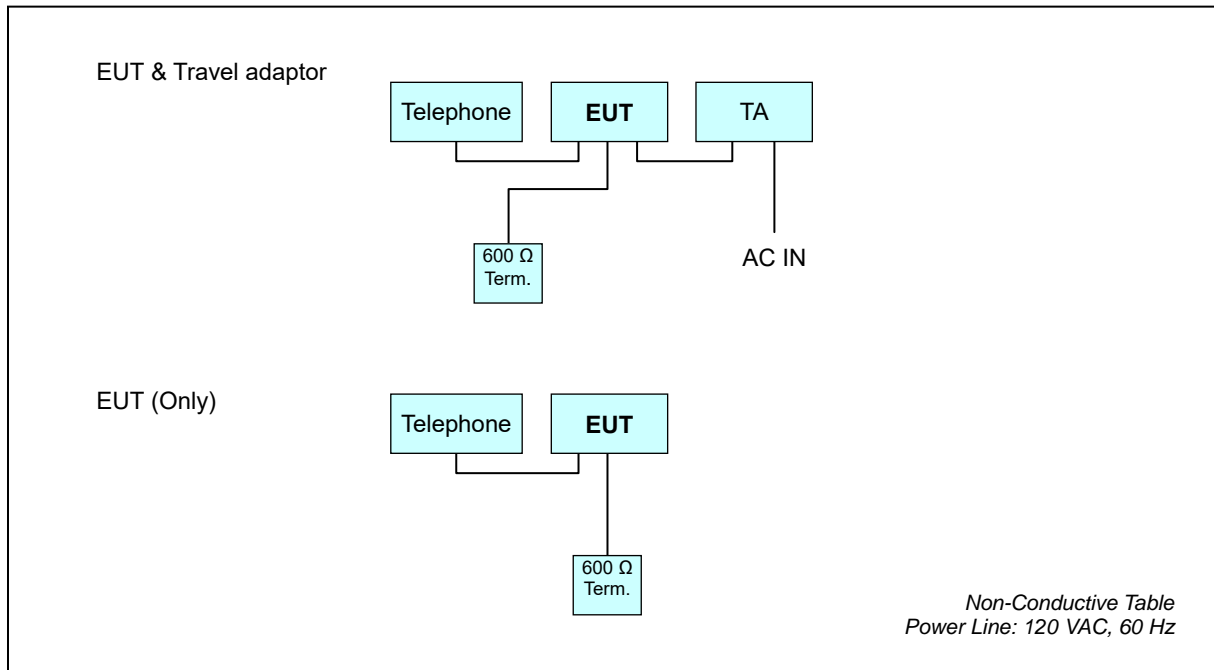 EUT & Travel adaptor
Telephone
EUT
TA
600 Ω
Term.
AC IN
EUT (Only)
Telephone
EUT
600 Ω
Term.
Non-Conductive Table
Power Line: 120 VAC, 60 Hz